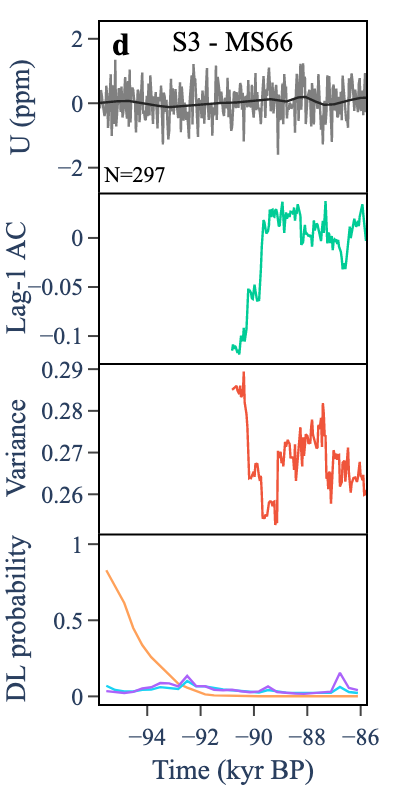 d S3 - MS66
U (ppm)
2
0
−2
N=297
Lag-1 AC
0
−0.05
−0.1
Variance
0.29
0.28
0.27
0.26
DL probability
1
0.5
0
−94 −92 −90 −88 −86
Time (kyr BP)